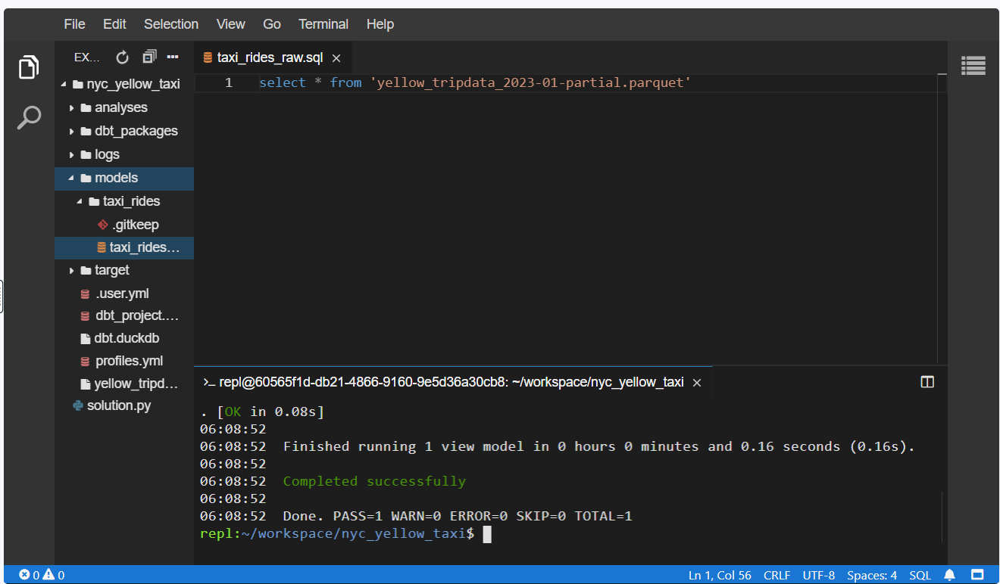 File Edit Selection View Go Terminal Help
EX...
taxi_rides_raw.sql
nyc_yellow_taxi
analyses
dbt_packages
logs
models
taxi_rides
.gitkeep
taxi_rides...
target
.user.yml
dbt_project....
dbt.duckdb
profiles.yml
yellow_tripd...
solution.py
1 select * from 'yellow_tripdata_2023-01-partial.parquet'
>_ repl@60565f1d-db21-4866-9160-9e5d36a30cb8: ~/workspace/nyc_yellow_taxi
. [OK in 0.08s]
06:08:52
06:08:52 Finished running 1 view model in 0 hours 0 minutes and 0.16 seconds (0.16s).
06:08:52
06:08:52 Completed successfully
06:08:52
06:08:52 Done. PASS=1 WARN=0 ERROR=0 SKIP=0 TOTAL=1
repl:~/workspace/nyc_yellow_taxi$
0 0 Ln 1, Col 56 CRLF UTF-8 Spaces: 4 SQL